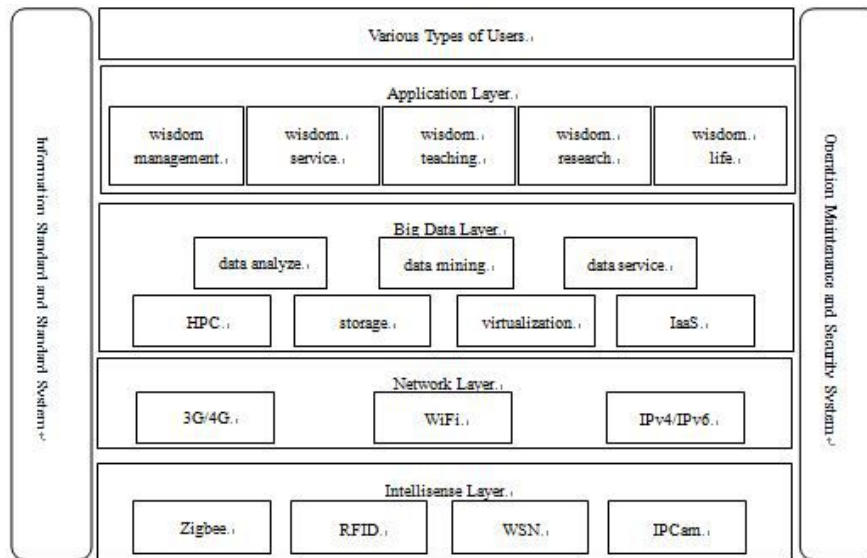 Various Types of Users.
Application Layer.
wisdom
management.
wisdom.
service.
wisdom.
teaching.
wisdom.
research.
wisdom.
life.
Big Data Layer.
data analyze.
data mining.
data service.
HPC.
storage.
virtualization.
IaaS.
Network Layer.
3G/4G.
WiFi.
IPv4/IPv6.
Intellisense Layer.
Zigbee.
RFID.
WSN.
IPCam.
Information Standard and Standard System
Operation Maintenance and Security System